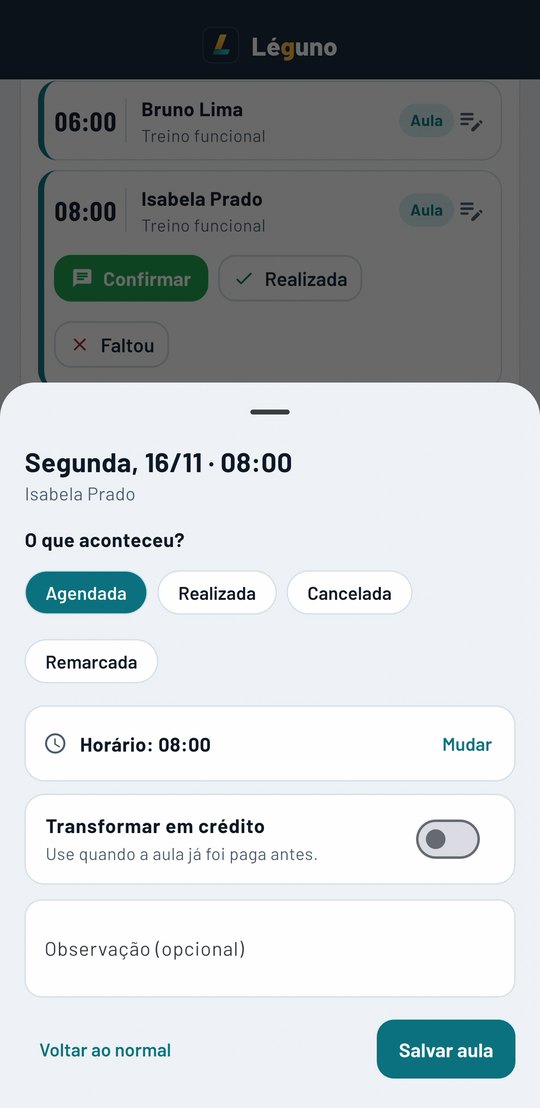 Léguno
06:00
Bruno Lima
Treino funcional
Aula
08:00
Isabela Prado
Treino funcional
Aula
Confirmar
Realizada
Faltou
Segunda, 16/11 · 08:00
Isabela Prado
O que aconteceu?
Agendada
Realizada
Cancelada
Remarcada
Horário: 08:00
Mudar
Transformar em crédito
Use quando a aula já foi paga antes.
Observação (opcional)
Voltar ao normal
Salvar aula